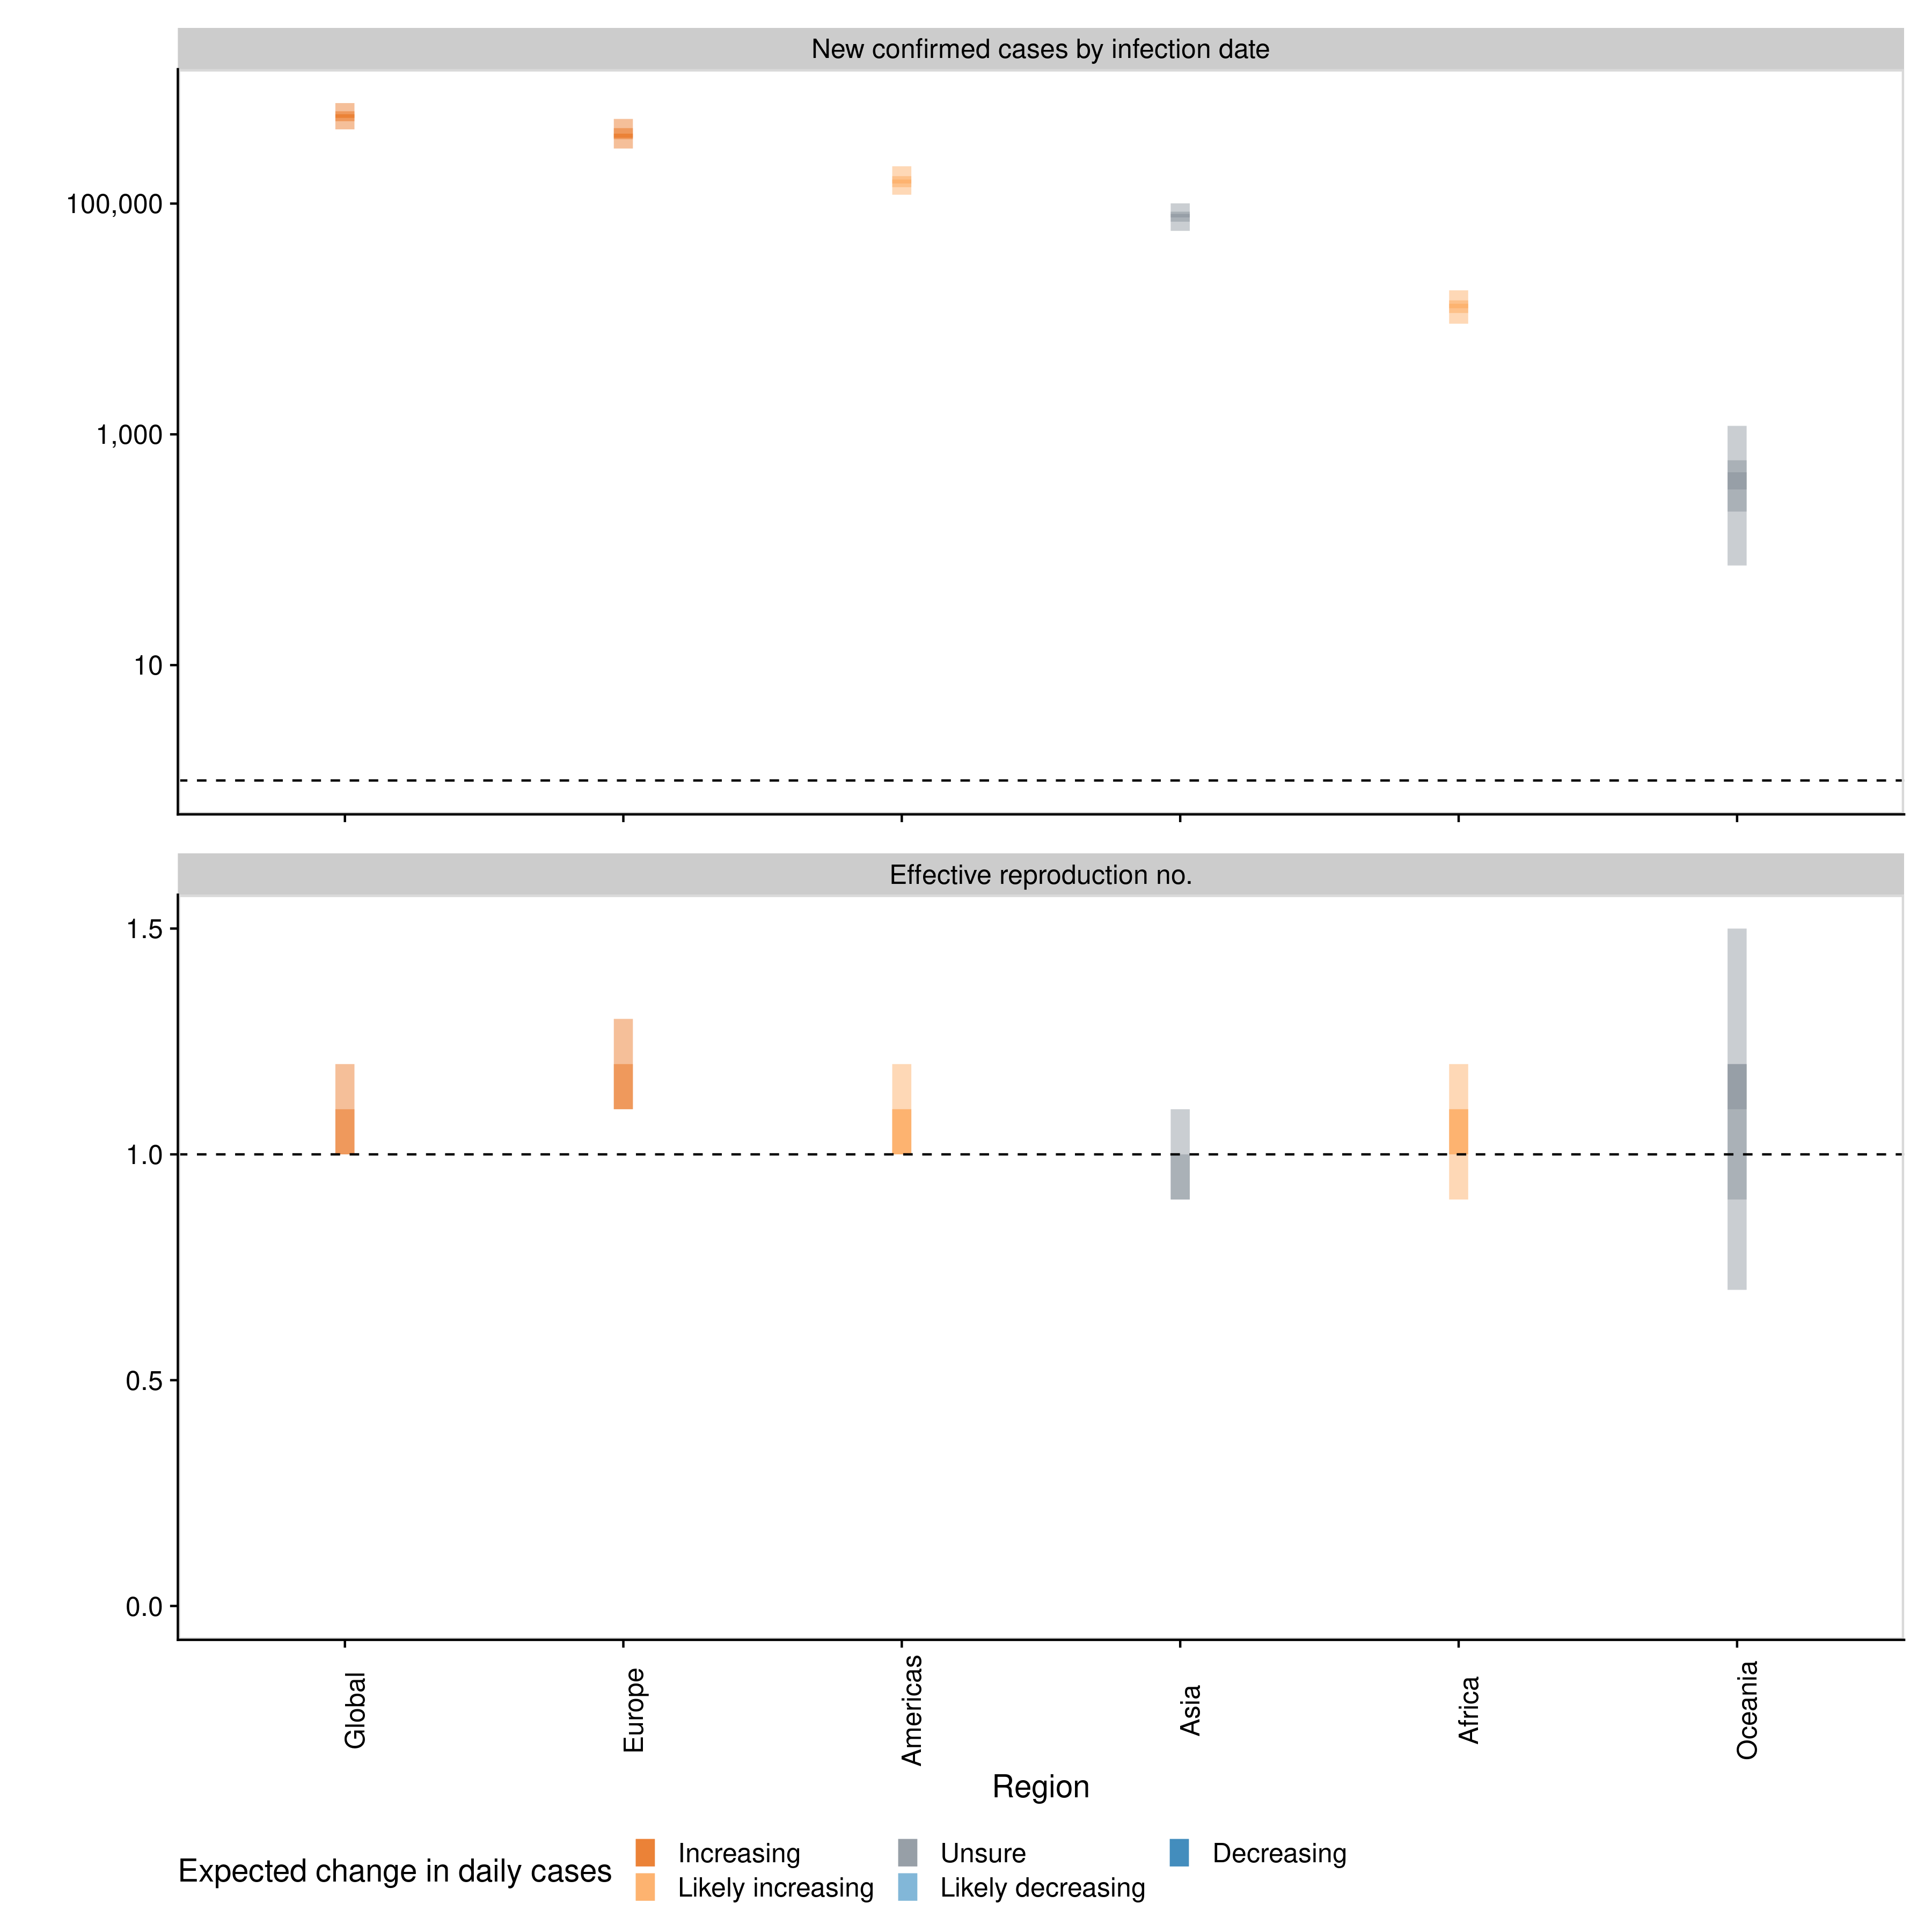 New confirmed cases by infection date
100,000
1,000
10
Effective reproduction no.
1.5
1.0
0.5
0.0
Global
Europe
Americas
Asia
Africa
Oceania
Region
Expected change in daily cases
Increasing
Likely increasing
Unsure
Likely decreasing
Decreasing